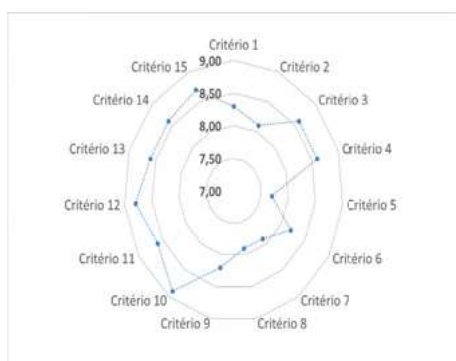 Critério 1
Critério 2
Critério 3
Critério 4
Critério 5
Critério 6
Critério 7
Critério 8
Critério 9
Critério 10
Critério 11
Critério 12
Critério 13
Critério 14
Critério 15
9,00
8,50
8,00
7,50
7,00